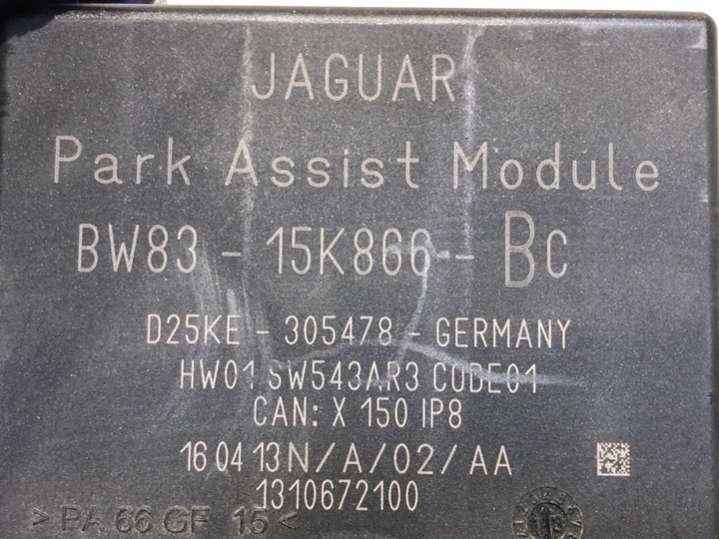 JAGUAR
Park Assist Module
BW83 - 15K866 - BC
D25KE - 305478 - GERMANY
HW01 SW543AR3 CODE01
CAN: X 150 IP8
16 04 13 N/A/02/AA
1310672100
> PA 66 GF 15 <